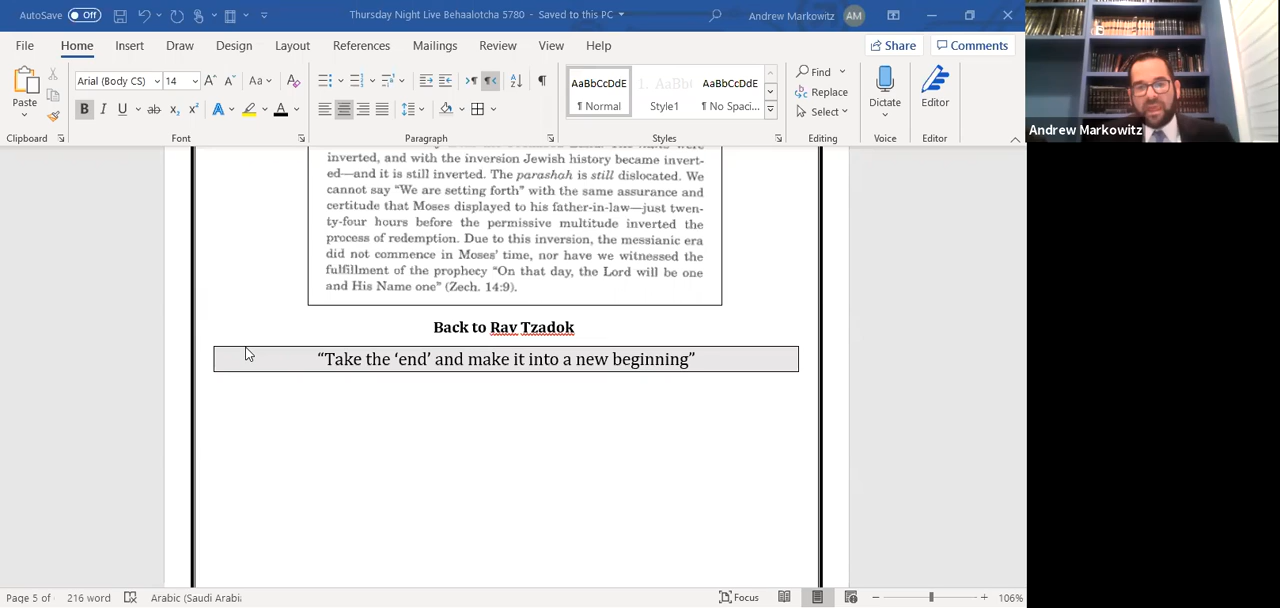 AutoSave Off Thursday Night Live Behaalotcha 5780 - Saved to this PC Andrew Markowitz AM
File Home Insert Draw Design Layout References Mailings Review View Help Share Comments
Paste Arial (Body CS) 14 AaBbCcDdE 1. AaBb AaBbCcDdE Find Replace Select Dictate Editor
¶ Normal Style1 ¶ No Spaci...
Clipboard Font Paragraph Styles Editing Voice Editor
Andrew Markowitz
inverted, and with the inversion Jewish history became invert-
ed—and it is still inverted. The parashah is still dislocated. We
cannot say “We are setting forth” with the same assurance and
certitude that Moses displayed to his father-in-law—just twen-
ty-four hours before the permissive multitude inverted the
process of redemption. Due to this inversion, the messianic era
did not commence in Moses’ time, nor have we witnessed the
fulfillment of the prophecy “On that day, the Lord will be one
and His Name one” (Zech. 14:9).
Back to Rav Tzadok
“Take the ‘end’ and make it into a new beginning”
Page 5 of 216 word Arabic (Saudi Arabi Focus 106%